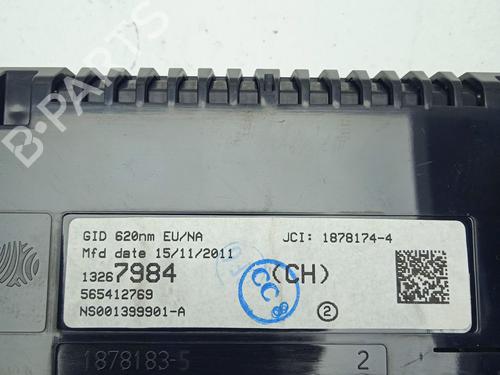 B-PARTS
GID 620nm EU/NA JCI: 1878174-4
Mfd date 15/11/2011
13267984 (CH)
565412769
NS001399901-A 2
CC
1878183-5 2